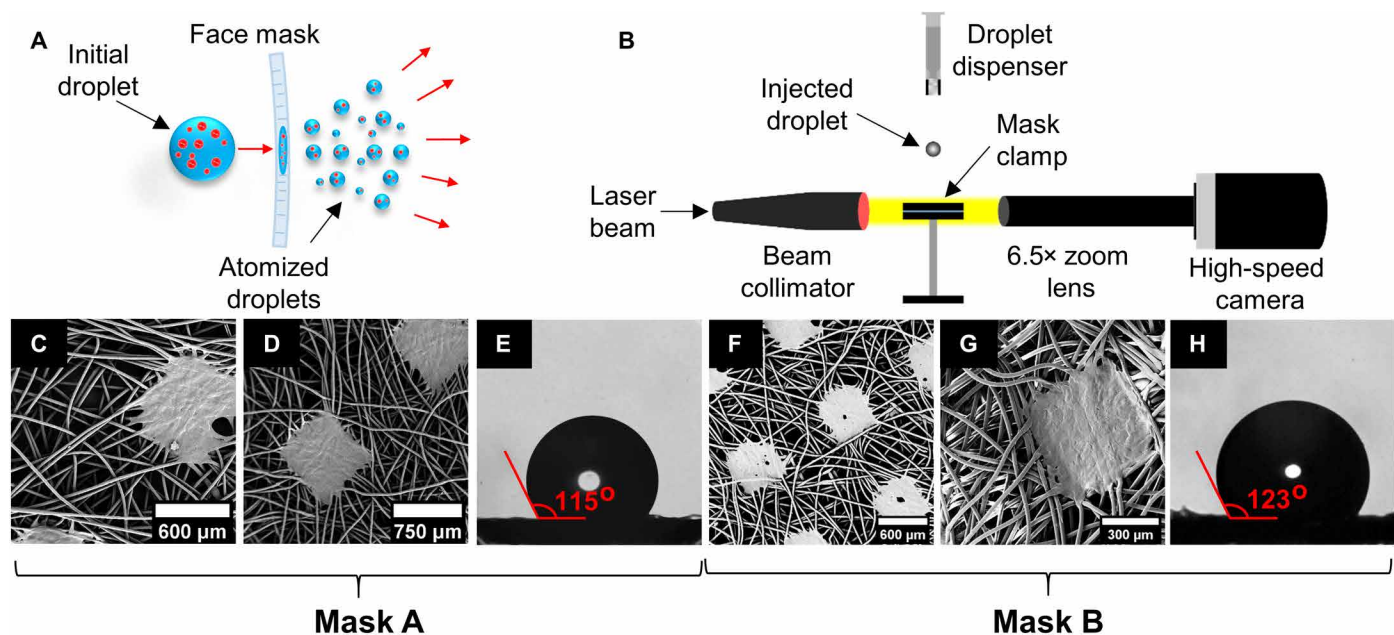 A
Face mask
Initial
droplet
Atomized
droplets
B
Droplet
dispenser
Injected
droplet
Mask
clamp
Laser
beam
Beam
collimator
6.5× zoom
lens
High-speed
camera
C
600 µm
D
750 µm
E
115°
F
600 µm
G
300 µm
H
123°
Mask A
Mask B